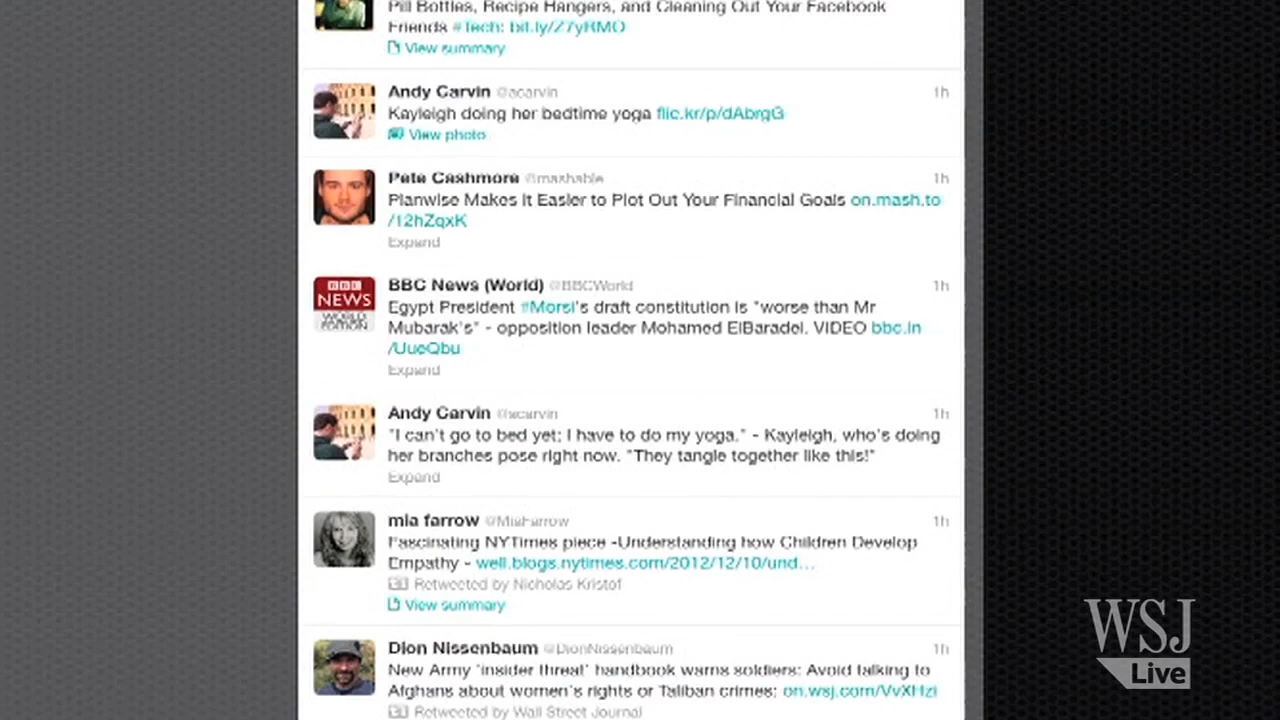 Pill Bottles, Recipe Hangers, and Cleaning Out Your Facebook
Friends #Tech: bit.ly/Z7yRMO
View summary
Andy Carvin @acarvin 1h
Kayleigh doing her bedtime yoga flic.kr/p/dAbrgG
View photo
Pete Cashmore @mashable 1h
Planwise Makes It Easier to Plot Out Your Financial Goals on.mash.to
/12hZqxK
Expand
BBC News (World) @BBCWorld 1h
BBC
NEWS
WORLD
EDITION
Egypt President #Morsi's draft constitution is "worse than Mr
Mubarak's" - opposition leader Mohamed ElBaradei. VIDEO bbc.in
/UueQbu
Expand
Andy Carvin @acarvin 1h
"I can't go to bed yet; I have to do my yoga." - Kayleigh, who's doing
her branches pose right now. "They tangle together like this!"
Expand
mia farrow @MiaFarrow 1h
Fascinating NYTimes piece -Understanding how Children Develop
Empathy - well.blogs.nytimes.com/2012/12/10/und...
Retweeted by Nicholas Kristof
View summary
Dion Nissenbaum @DionNissenbaum 1h
New Army 'insider threat' handbook warns soldiers: Avoid talking to
Afghans about women's rights or Taliban crimes: on.wsj.com/VvXHzi
Retweeted by Wall Street Journal
WSJ
Live